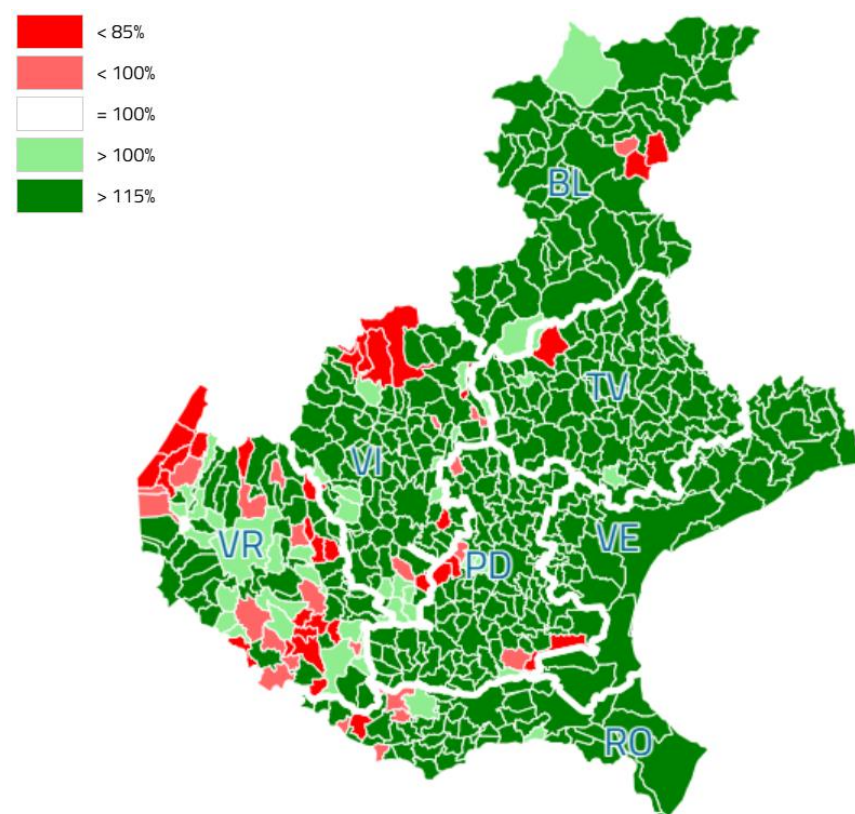 < 85%
< 100%
= 100%
> 100%
> 115%
BL
TV
VI
VR
VE
PD
RO